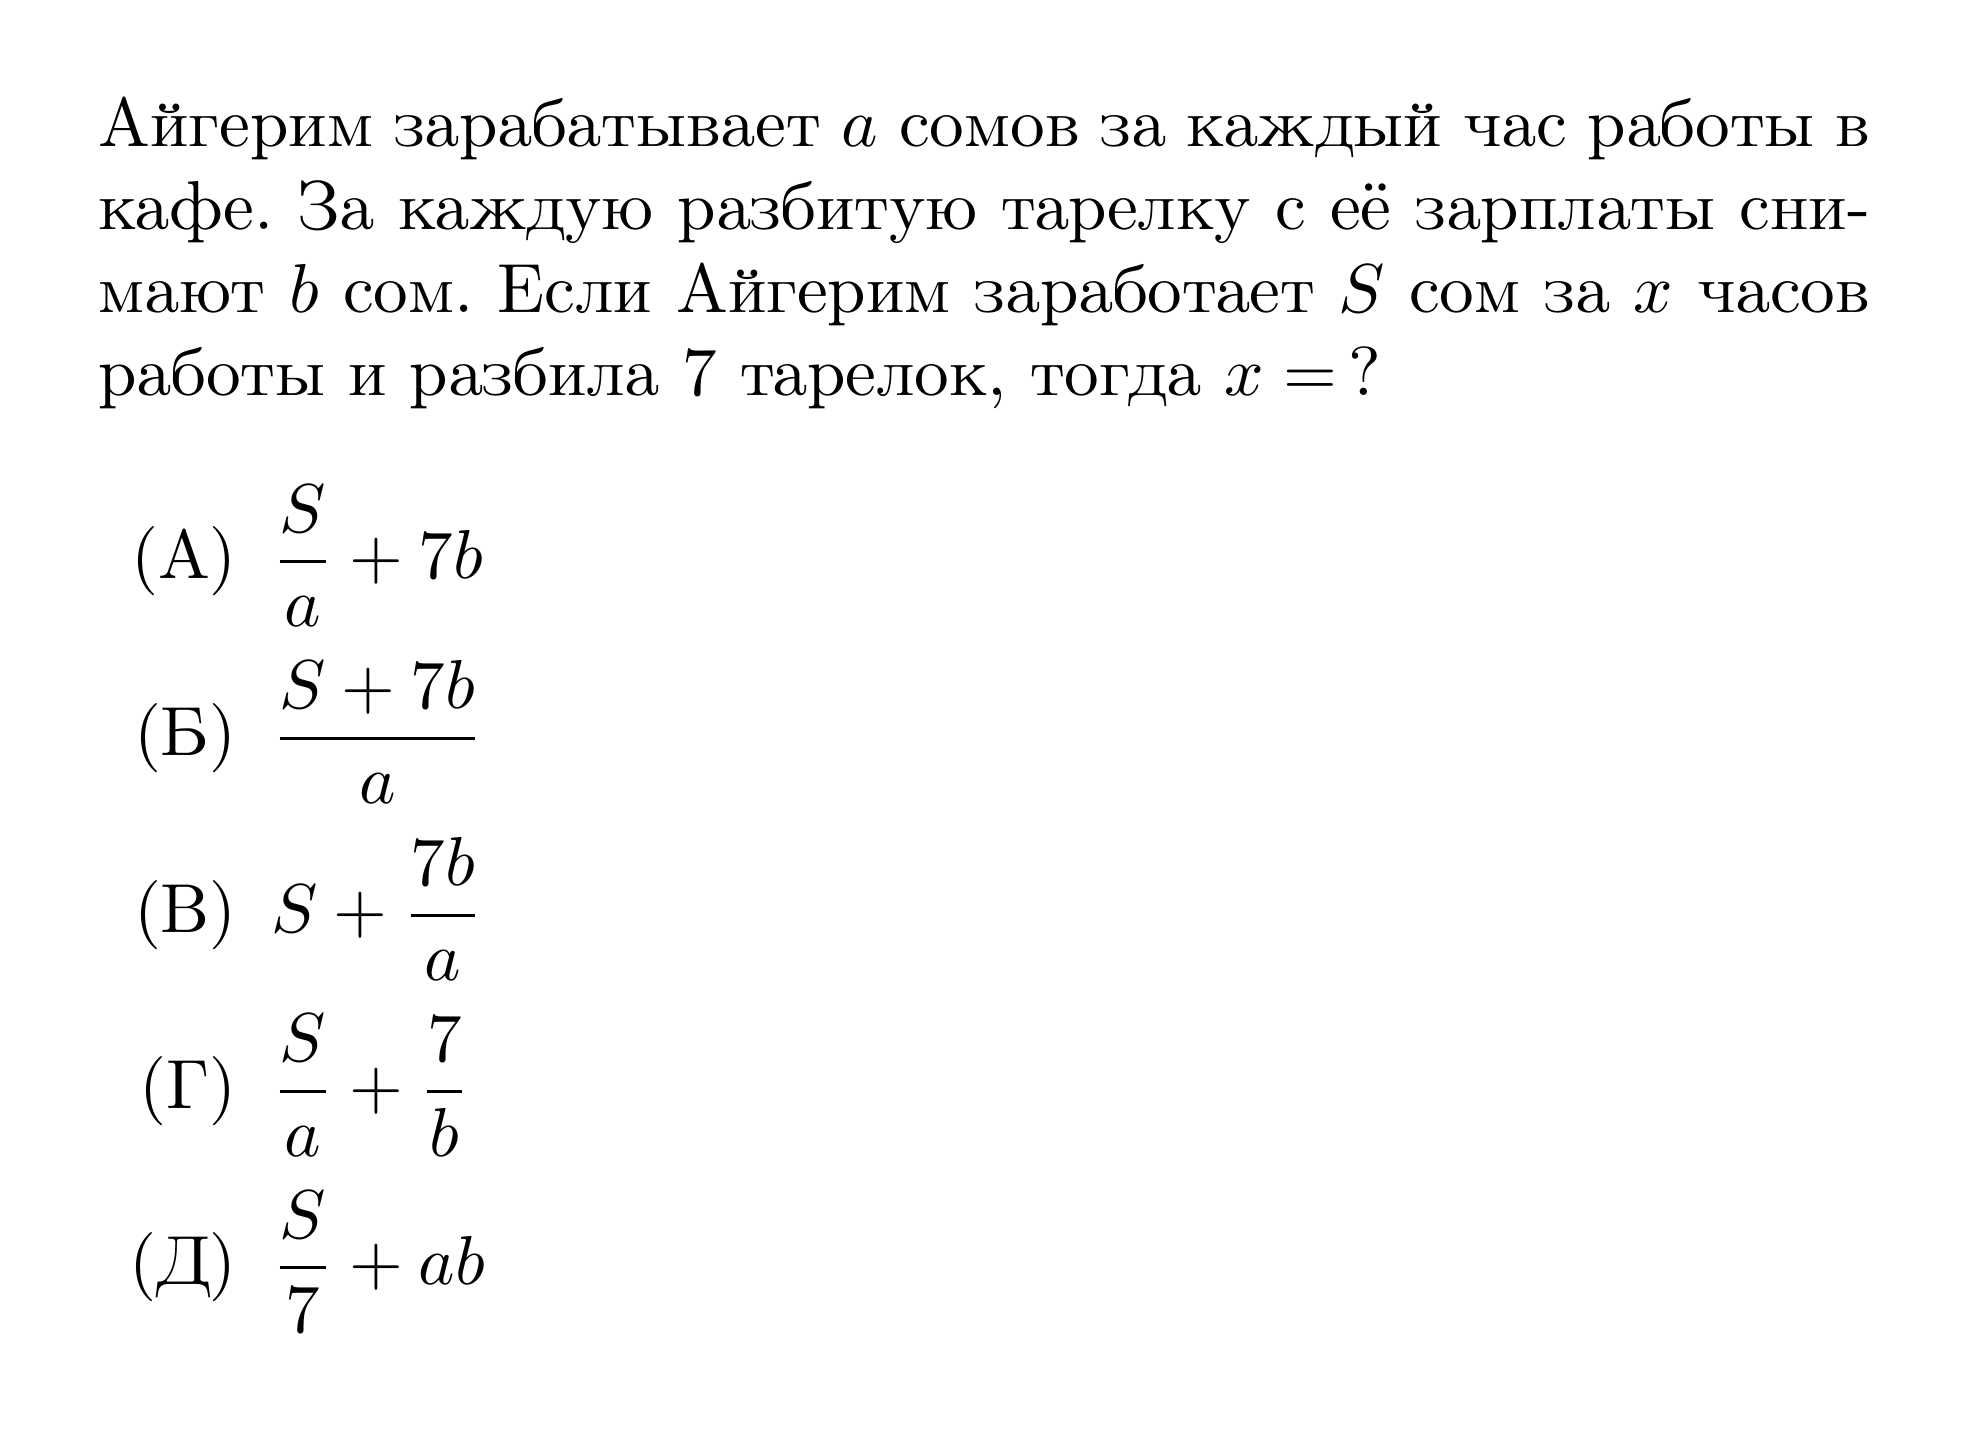 Айгерим зарабатывает a сомов за каждый час работы в
кафе. За каждую разбитую тарелку с её зарплаты сни-
мают b сом. Если Айгерим заработает S сом за x часов
работы и разбила 7 тарелок, тогда x = ?
(А) \frac{S}{a} + 7b
(Б) \frac{S + 7b}{a}
(В) S + \frac{7b}{a}
(Г) \frac{S}{a} + \frac{7}{b}
(Д) \frac{S}{7} + ab